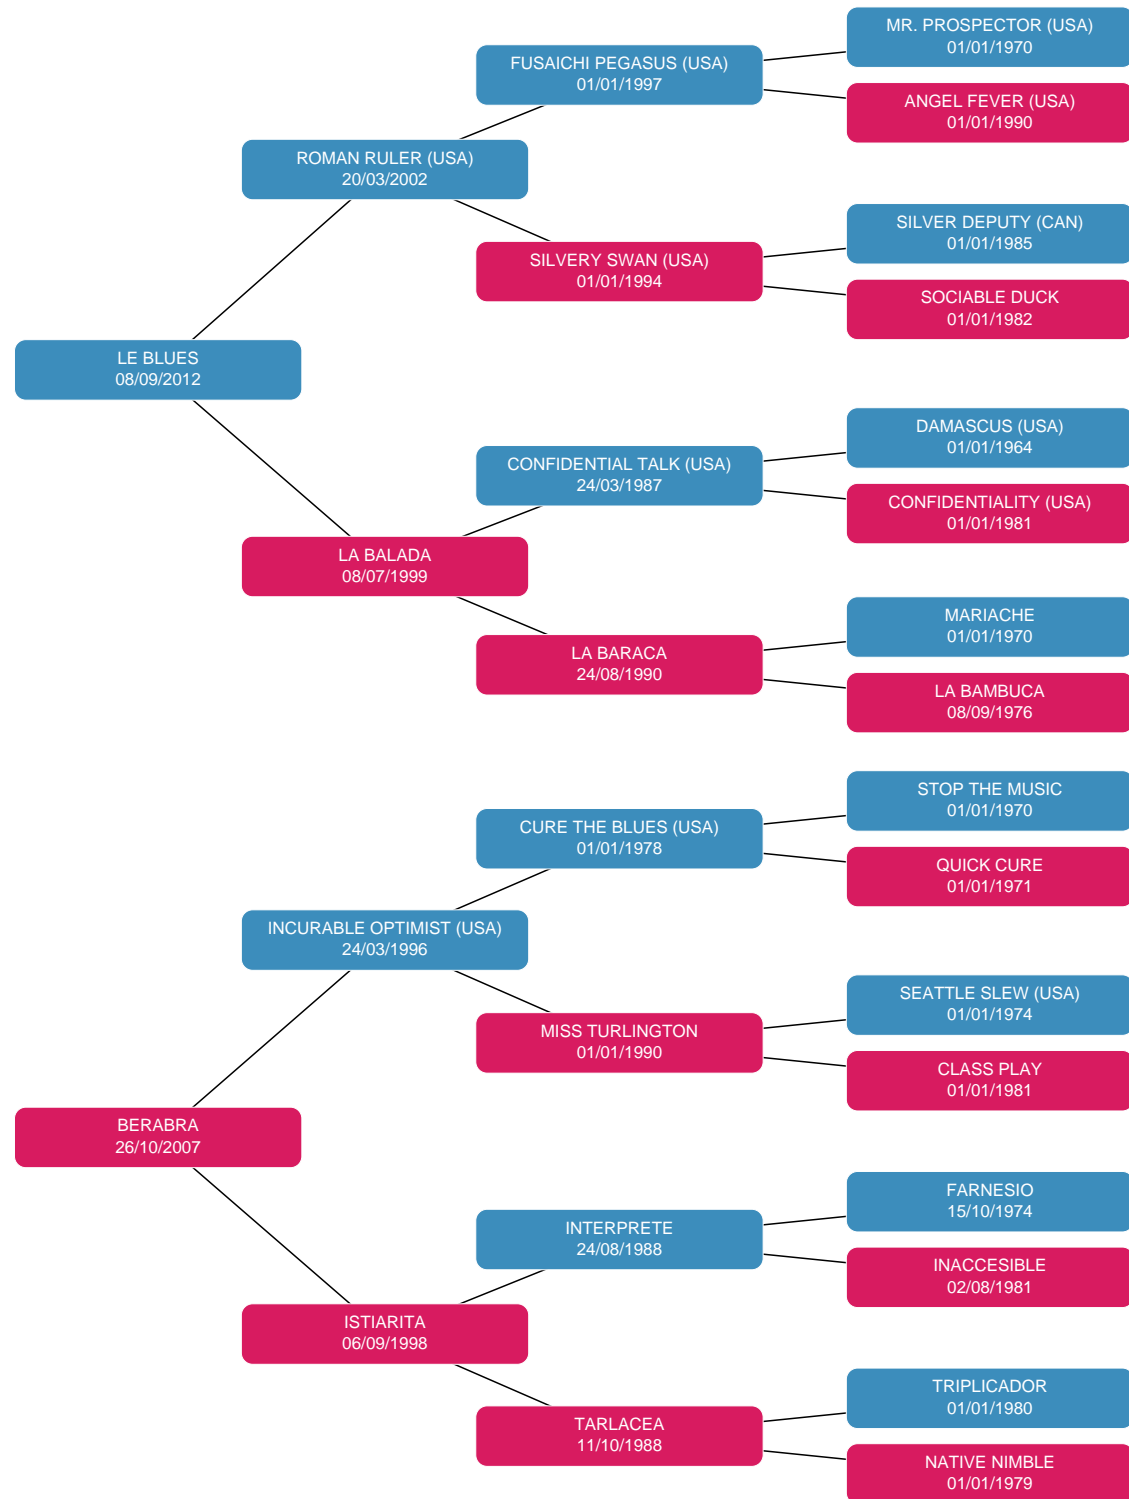 MR. PROSPECTOR (USA)
01/01/1970
FUSAICHI PEGASUS (USA)
01/01/1997
ANGEL FEVER (USA)
01/01/1990
ROMAN RULER (USA)
20/03/2002
SILVER DEPUTY (CAN)
01/01/1985
SILVERY SWAN (USA)
01/01/1994
SOCIABLE DUCK
01/01/1982
LE BLUES
08/09/2012
DAMASCUS (USA)
01/01/1964
CONFIDENTIAL TALK (USA)
24/03/1987
CONFIDENTIALITY (USA)
01/01/1981
LA BALADA
08/07/1999
MARIACHE
01/01/1970
LA BARACA
24/08/1990
LA BAMBUCA
08/09/1976
STOP THE MUSIC
01/01/1970
CURE THE BLUES (USA)
01/01/1978
QUICK CURE
01/01/1971
INCURABLE OPTIMIST (USA)
24/03/1996
SEATTLE SLEW (USA)
01/01/1974
MISS TURLINGTON
01/01/1990
CLASS PLAY
01/01/1981
BERABRA
26/10/2007
FARNESIO
15/10/1974
INTERPRETE
24/08/1988
INACCESIBLE
02/08/1981
ISTIARITA
06/09/1998
TRIPLICADOR
01/01/1980
TARLACEA
11/10/1988
NATIVE NIMBLE
01/01/1979